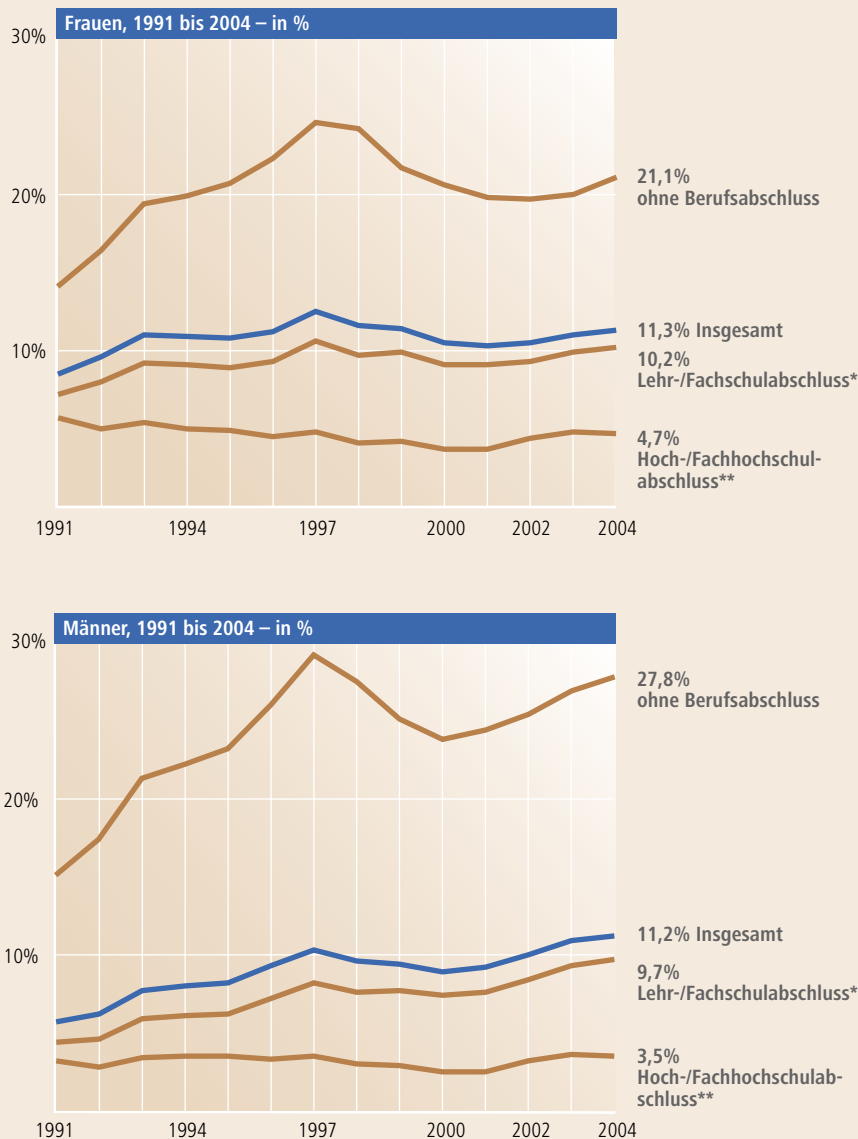 Frauen, 1991 bis 2004 – in %
30%
20%
10%
21,1%
ohne Berufsabschluss
11,3% Insgesamt
10,2%
Lehr-/Fachschulabschluss*
4,7%
Hoch-/Fachhochschul-
abschluss**
1991 1994 1997 2000 2002 2004
Männer, 1991 bis 2004 – in %
30%
20%
10%
27,8%
ohne Berufsabschluss
11,2% Insgesamt
9,7%
Lehr-/Fachschulabschluss*
3,5%
Hoch-/Fachhochschulab-
schluss**
1991 1994 1997 2000 2002 2004